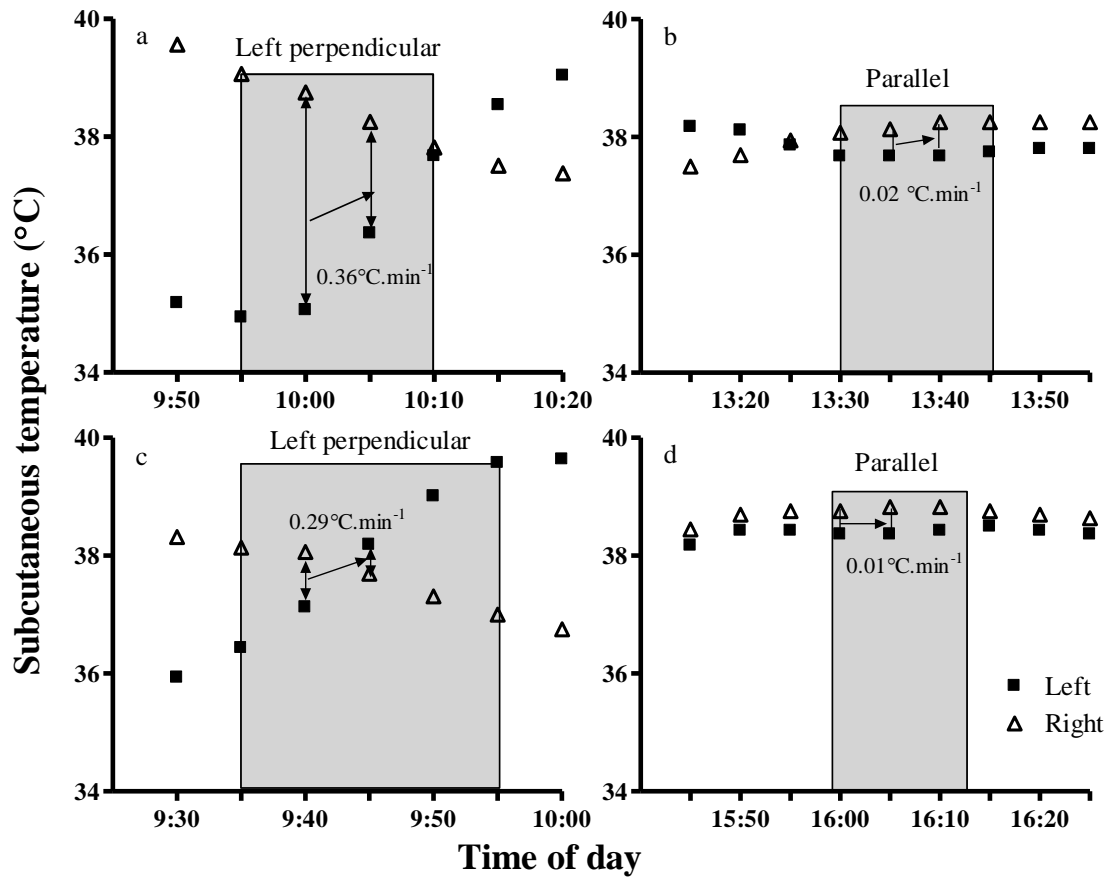 Subcutaneous temperature (°C)
a
Left perpendicular
40
38
36
34
0.36°C.min-1
9:50
10:00
10:10
10:20
b
Parallel
40
38
36
34
0.02 °C.min-1
13:20
13:30
13:40
13:50
c
Left perpendicular
40
38
36
34
0.29°C.min-1
9:30
9:40
9:50
10:00
d
Parallel
40
38
36
34
0.01°C.min-1
Left
Right
15:50
16:00
16:10
16:20
Time of day